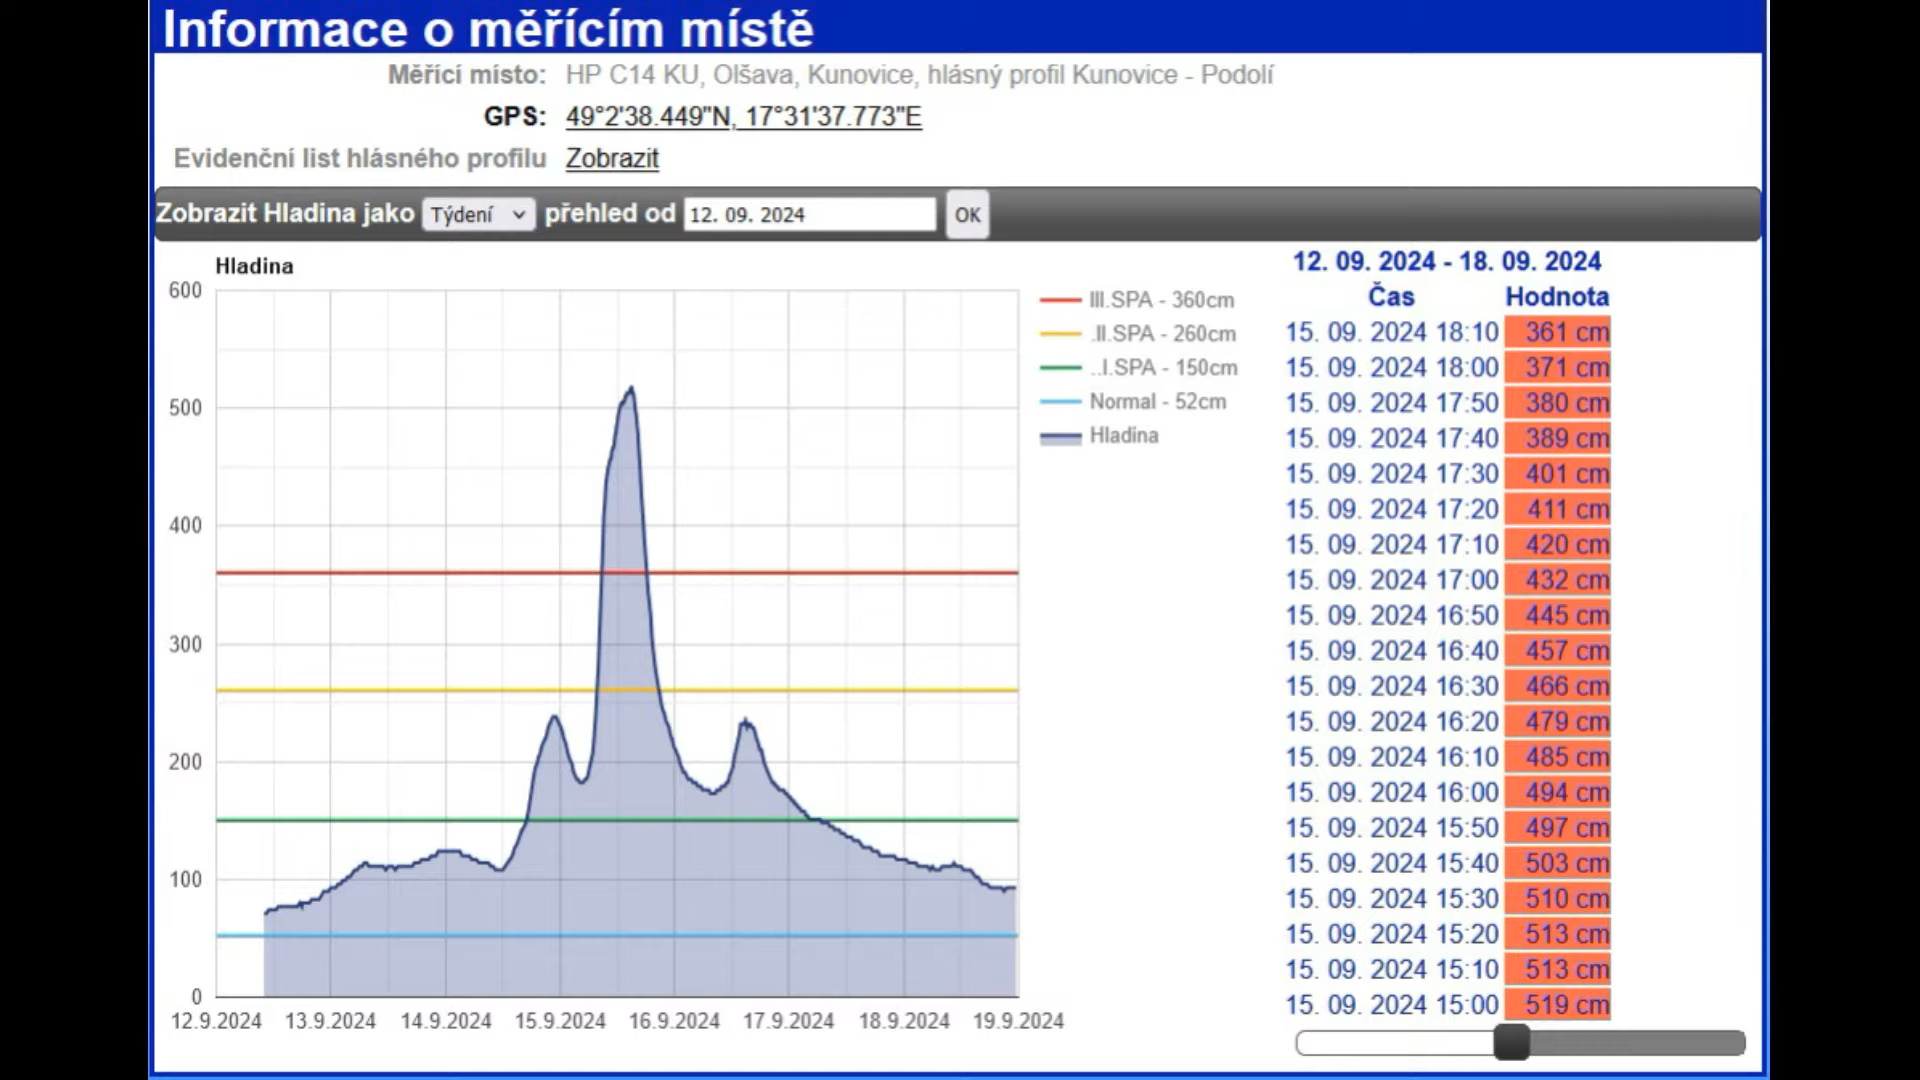 Informace o měřícím místě
Měřící místo: HP C14 KU, Olšava, Kunovice, hlásný profil Kunovice - Podolí
GPS: 49°2'38.449"N, 17°31'37.773"E
Evidenční list hlásného profilu Zobrazit
Zobrazit Hladina jako Týdení přehled od 12. 09. 2024 OK
Hladina
600
500
400
300
200
100
0
12.9.2024 13.9.2024 14.9.2024 15.9.2024 16.9.2024 17.9.2024 18.9.2024 19.9.2024
III.SPA - 360cm
.II.SPA - 260cm
..I.SPA - 150cm
Normal - 52cm
Hladina
12. 09. 2024 - 18. 09. 2024
Čas Hodnota
15. 09. 2024 18:10 361 cm
15. 09. 2024 18:00 371 cm
15. 09. 2024 17:50 380 cm
15. 09. 2024 17:40 389 cm
15. 09. 2024 17:30 401 cm
15. 09. 2024 17:20 411 cm
15. 09. 2024 17:10 420 cm
15. 09. 2024 17:00 432 cm
15. 09. 2024 16:50 445 cm
15. 09. 2024 16:40 457 cm
15. 09. 2024 16:30 466 cm
15. 09. 2024 16:20 479 cm
15. 09. 2024 16:10 485 cm
15. 09. 2024 16:00 494 cm
15. 09. 2024 15:50 497 cm
15. 09. 2024 15:40 503 cm
15. 09. 2024 15:30 510 cm
15. 09. 2024 15:20 513 cm
15. 09. 2024 15:10 513 cm
15. 09. 2024 15:00 519 cm